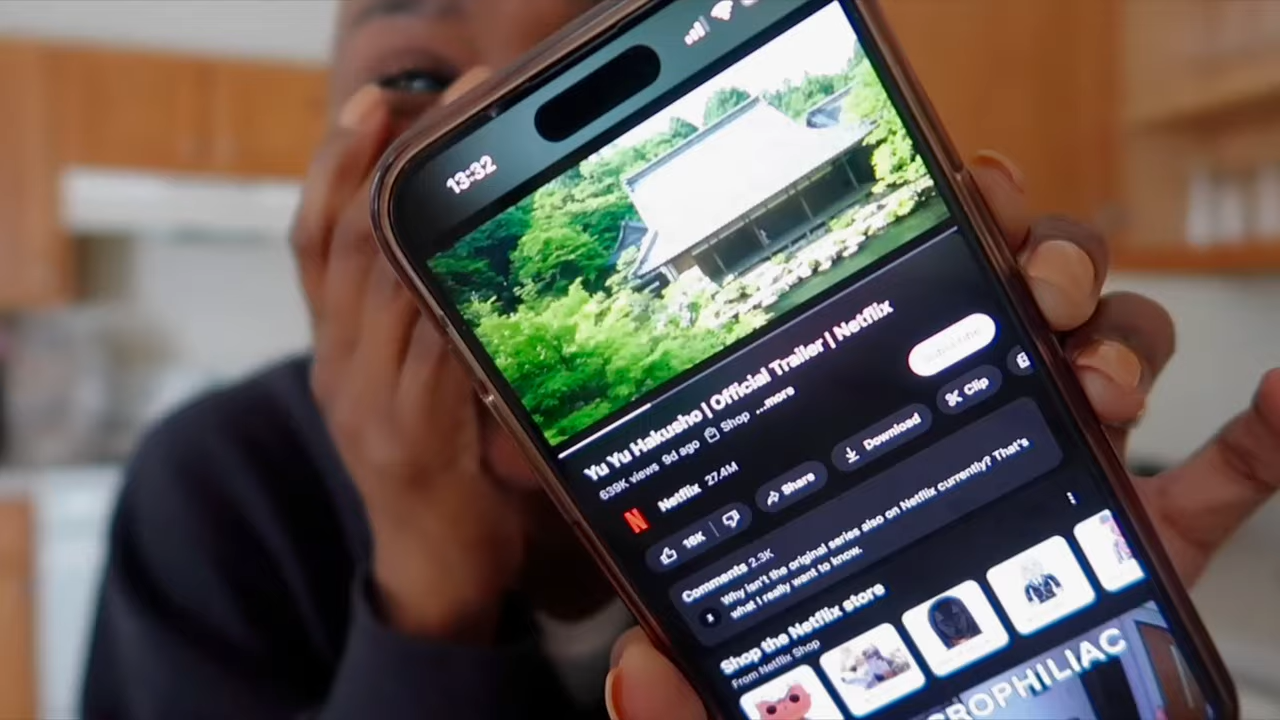 13:32
Yu Yu Hakusho | Official Trailer | Netflix
639K views 9d ago Shop ...more
N Netflix 27.4M
16K Share Download Clip
Comments 2.3K
Why isn't the original series also on Netflix currently? That's
what I really want to know.
Shop the Netflix store
From Netflix Shop
CROPHILIAC